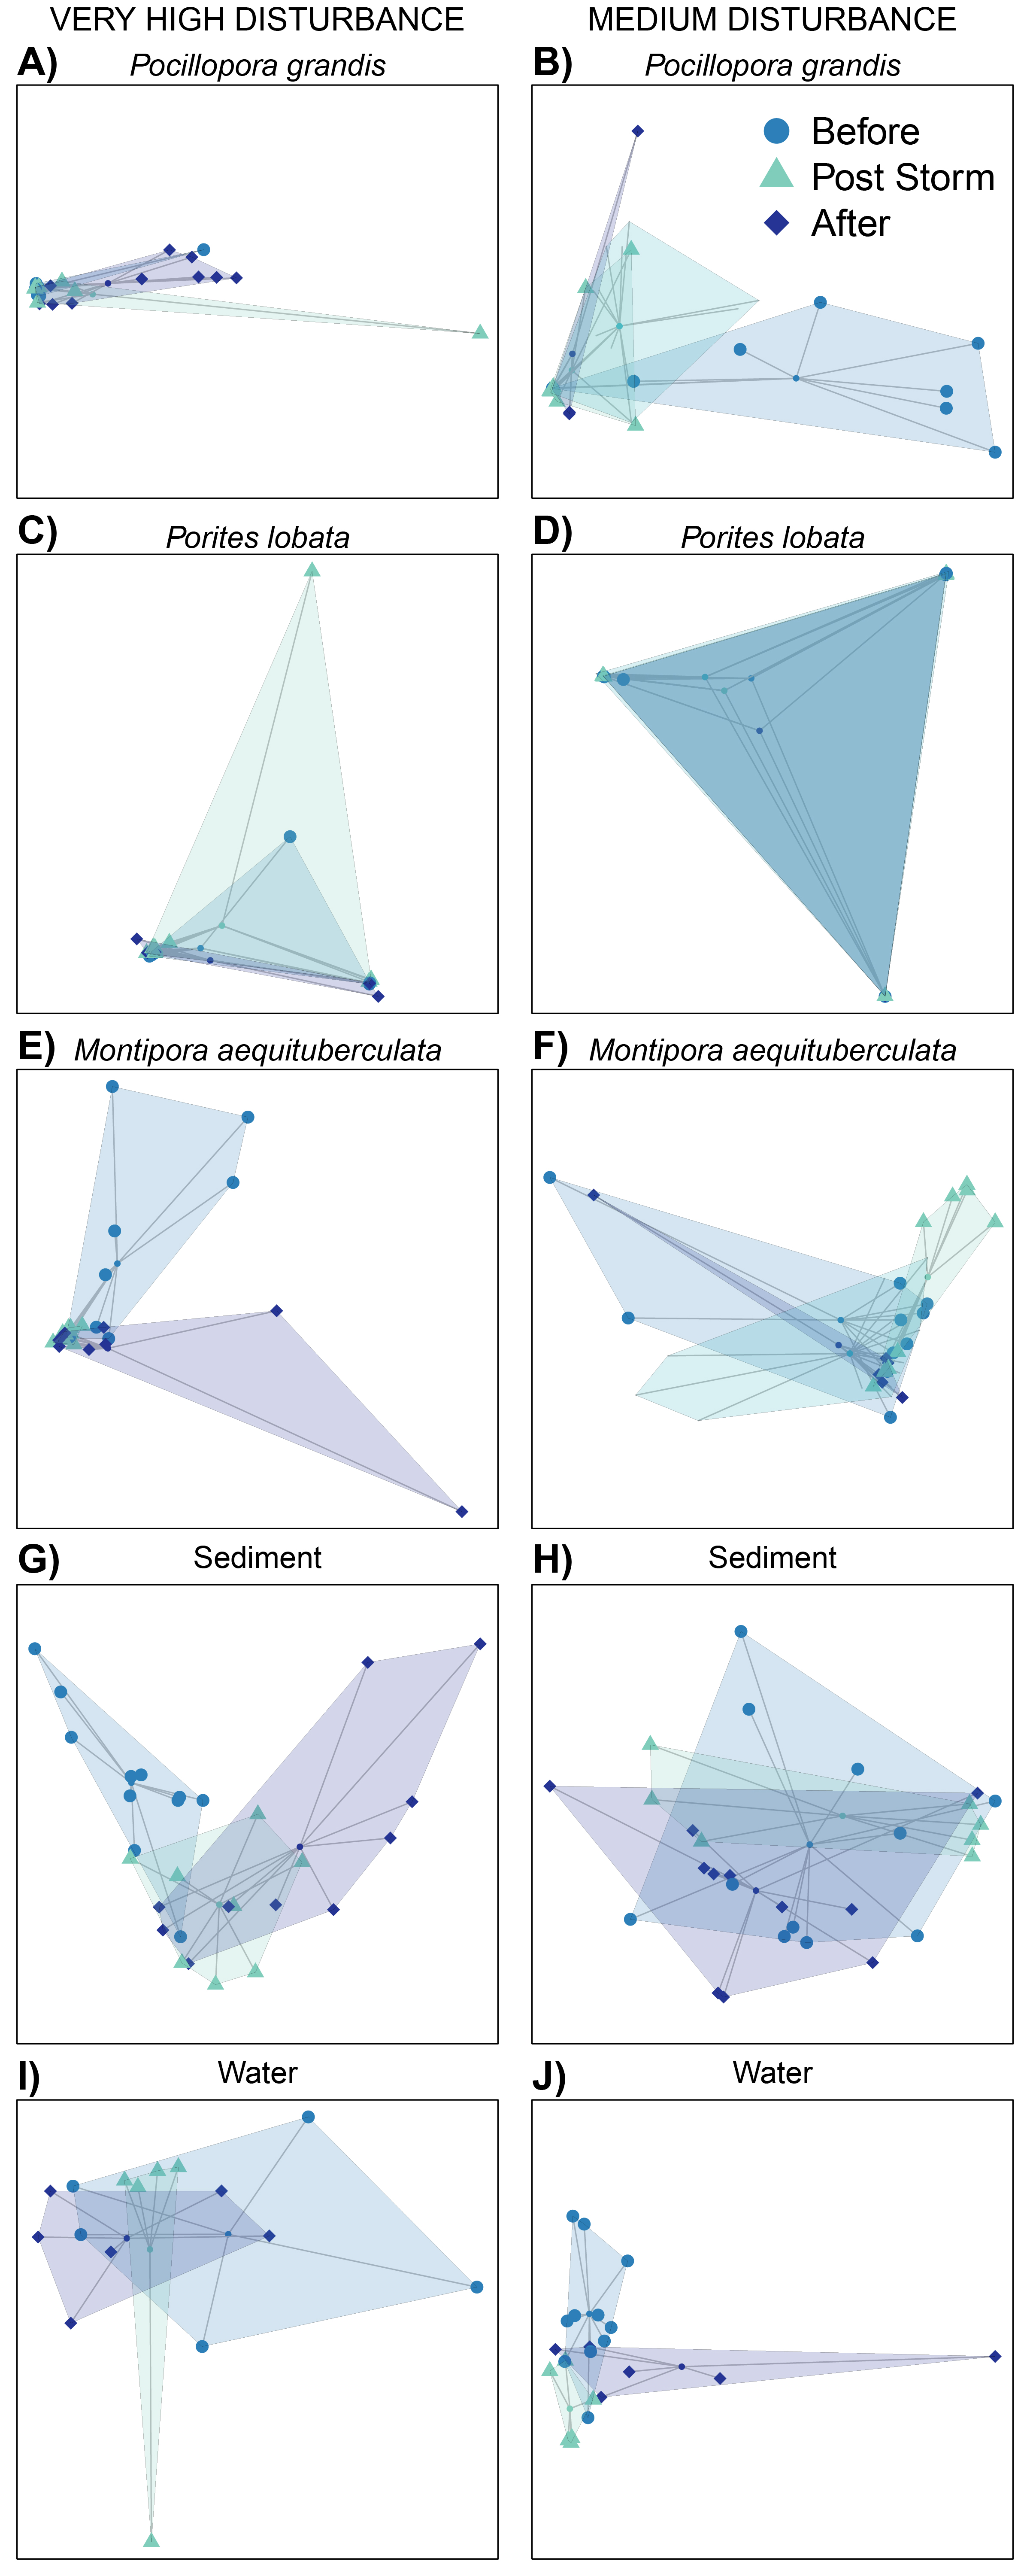 VERY HIGH DISTURBANCE
MEDIUM DISTURBANCE
A)
Pocillopora grandis
B)
Pocillopora grandis
Before
Post Storm
After
C)
Porites lobata
D)
Porites lobata
E)
Montipora aequituberculata
F)
Montipora aequituberculata
G)
Sediment
H)
Sediment
I)
Water
J)
Water